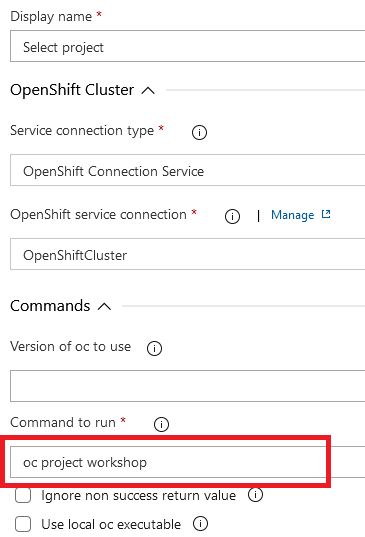 Display name *
Select project
OpenShift Cluster
Service connection type *
OpenShift Connection Service
OpenShift service connection * | Manage
OpenShiftCluster
Commands
Version of oc to use
Command to run *
oc project workshop
Ignore non success return value
Use local oc executable